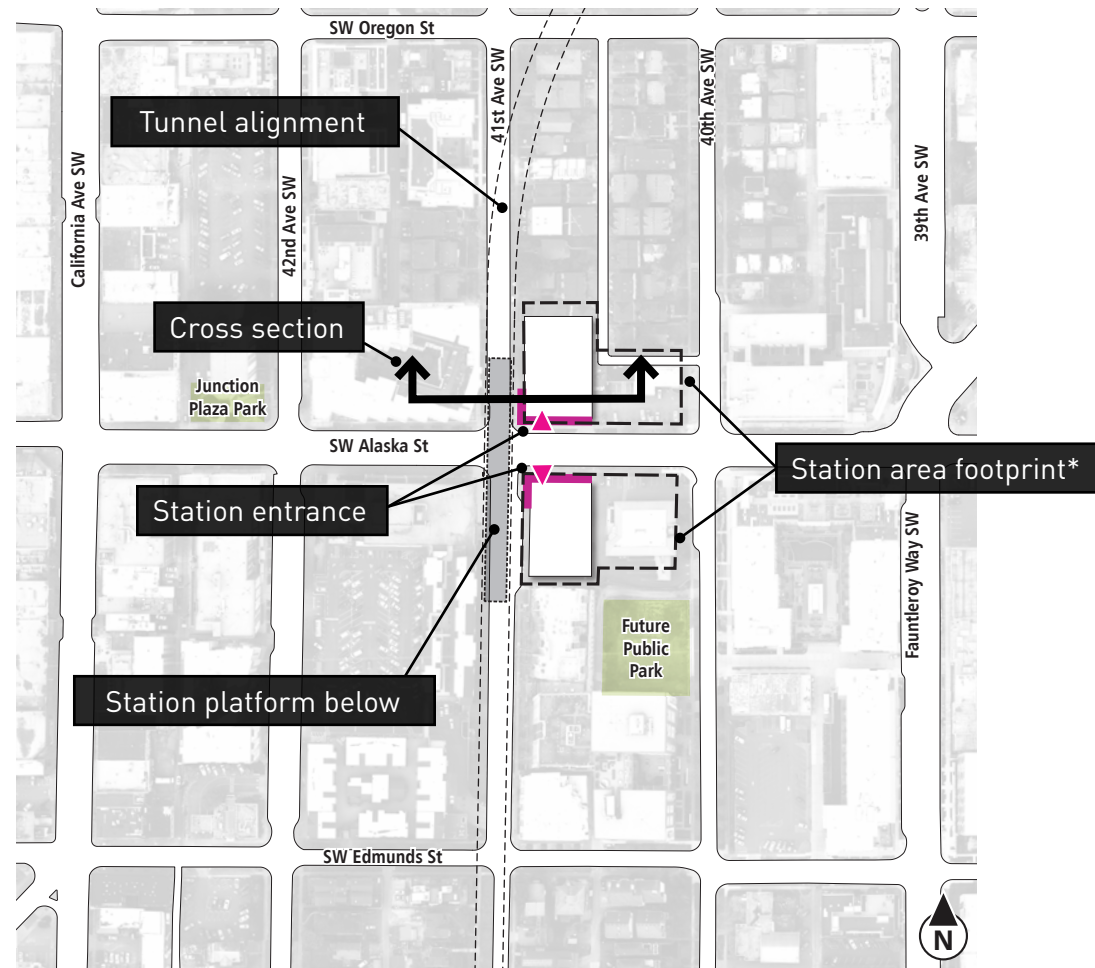 SW Oregon St
41st Ave SW
40th Ave SW
Tunnel alignment
California Ave SW
42nd Ave SW
39th Ave SW
Cross section
Junction
Plaza Park
SW Alaska St
Station area footprint*
Station entrance
Fauntleroy Way SW
Future
Public
Park
Station platform below
SW Edmunds St
N